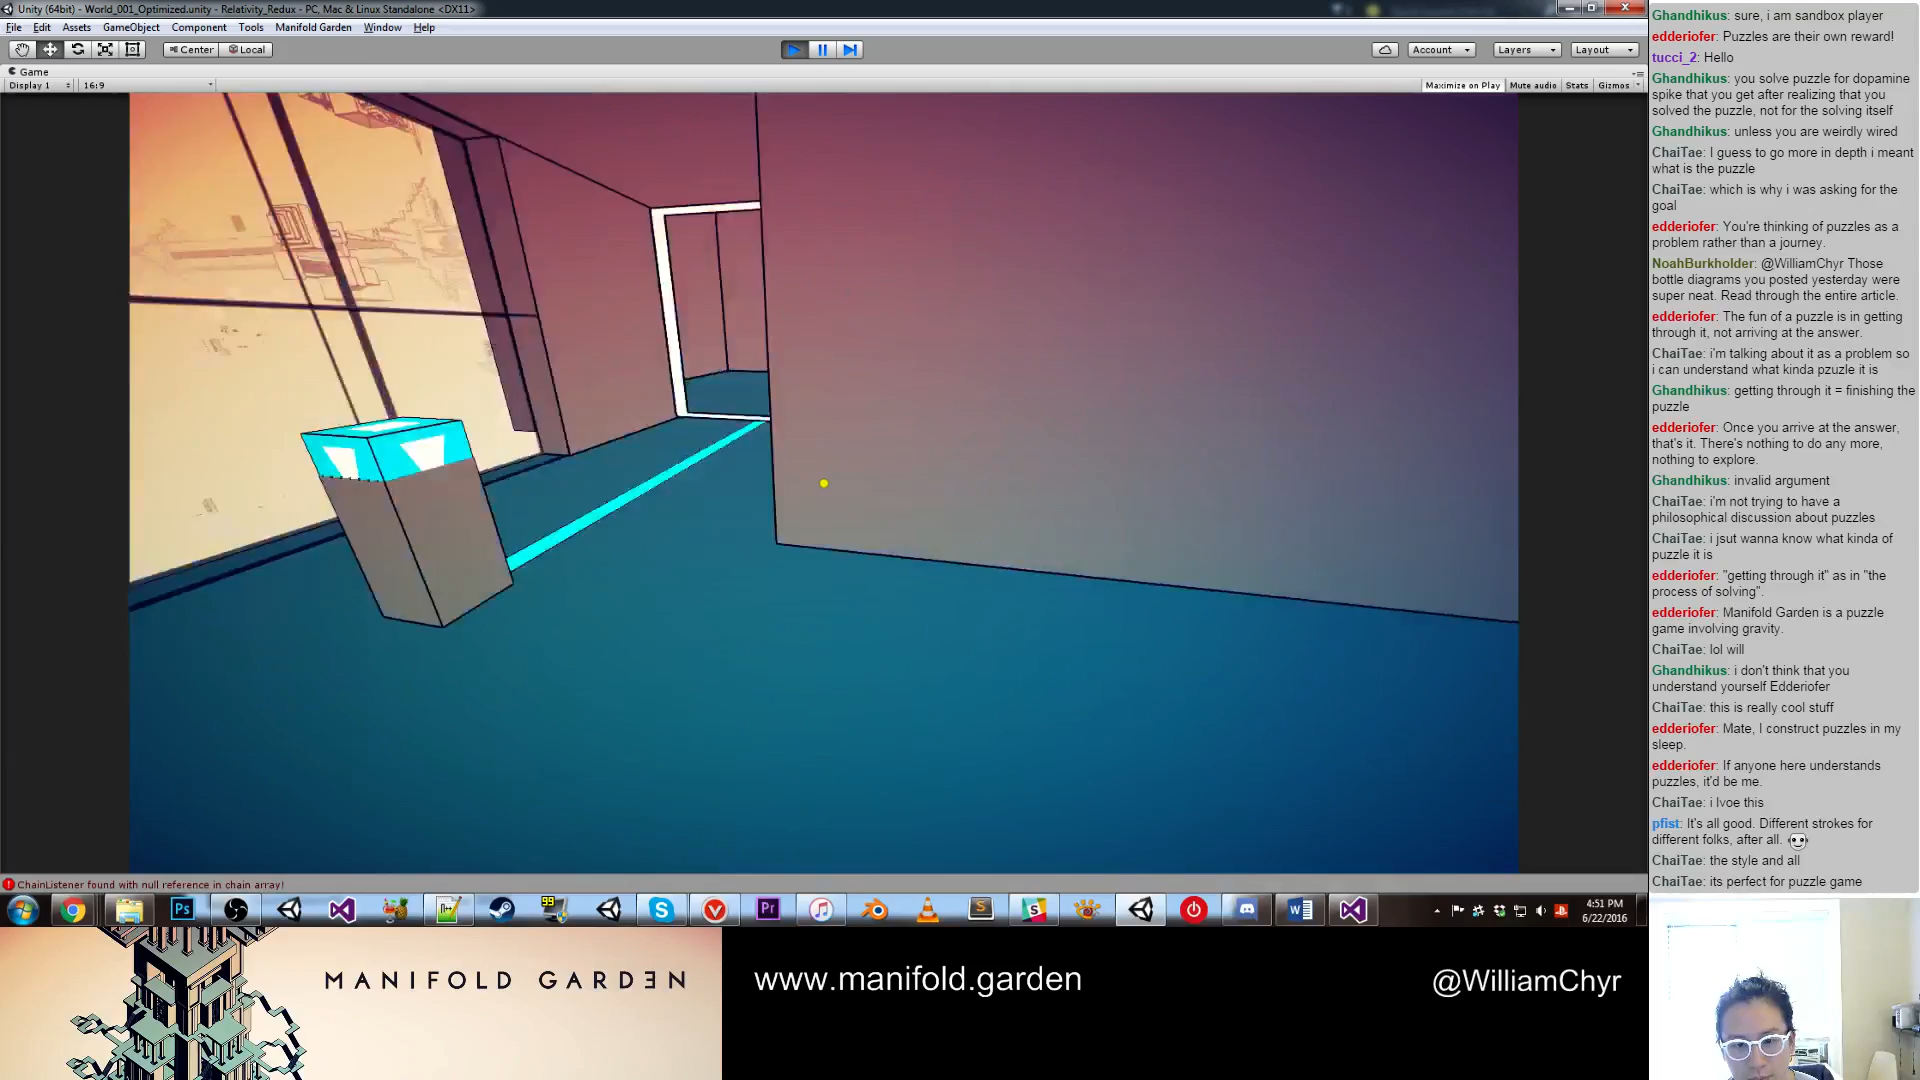 Unity (64bit) - World_001_Optimized.unity - Relativity_Redux - PC, Mac & Linux Standalone <DX11>
File Edit Assets GameObject Component Tools Manifold Garden Window Help
Center Local Account Layers Layout
Game
Display 1 16:9 Maximize on Play Mute audio Stats Gizmos
ChainListener found with null reference in chain array!
99
4:51 PM
6/22/2016
Ghandhikus: sure, i am sandbox player
edderiofer: Puzzles are their own reward!
tucci_2: Hello
Ghandhikus: you solve puzzle for dopamine
spike that you get after realizing that you
solved the puzzle, not for the solving itself
Ghandhikus: unless you are weirdly wired
ChaiTae: I guess to go more in depth i meant
what is the puzzle
ChaiTae: which is why i was asking for the
goal
edderiofer: You're thinking of puzzles as a
problem rather than a journey.
NoahBurkholder: @WilliamChyr Those
bottle diagrams you posted yesterday were
super neat. Read through the entire article.
edderiofer: The fun of a puzzle is in getting
through it, not arriving at the answer.
ChaiTae: i'm talking about it as a problem so
i can understand what kinda pzuzle it is
Ghandhikus: getting through it = finishing the
puzzle
edderiofer: Once you arrive at the answer,
that's it. There's nothing to do any more,
nothing to explore.
Ghandhikus: invalid argument
ChaiTae: i'm not trying to have a
philosophical discussion about puzzles
ChaiTae: i jsut wanna know what kinda of
puzzle it is
edderiofer: "getting through it" as in "the
process of solving".
edderiofer: Manifold Garden is a puzzle
game involving gravity.
ChaiTae: lol will
Ghandhikus: i don't think that you
understand yourself Edderiofer
ChaiTae: this is really cool stuff
edderiofer: Mate, I construct puzzles in my
sleep.
edderiofer: If anyone here understands
puzzles, it'd be me.
ChaiTae: i lvoe this
pfist: It's all good. Different strokes for
different folks, after all.
ChaiTae: the style and all
ChaiTae: its perfect for puzzle game
MANIFOLD GARDƎN
www.manifold.garden
@WilliamChyr